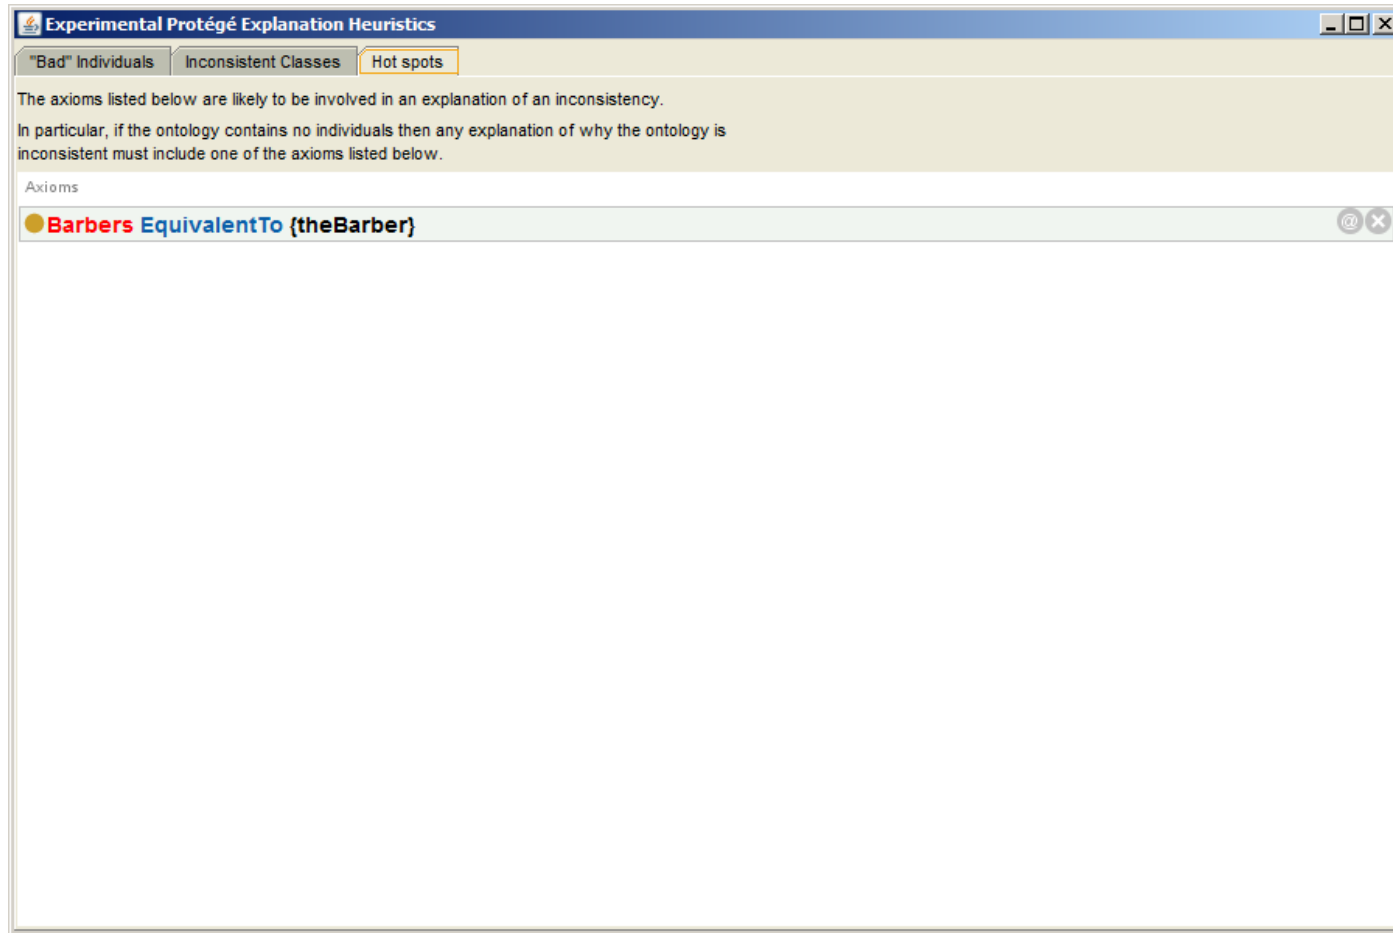 Experimental Protégé Explanation Heuristics
"Bad" Individuals Inconsistent Classes Hot spots
The axioms listed below are likely to be involved in an explanation of an inconsistency.
In particular, if the ontology contains no individuals then any explanation of why the ontology is
inconsistent must include one of the axioms listed below.
Axioms
Barbers EquivalentTo {theBarber}
@